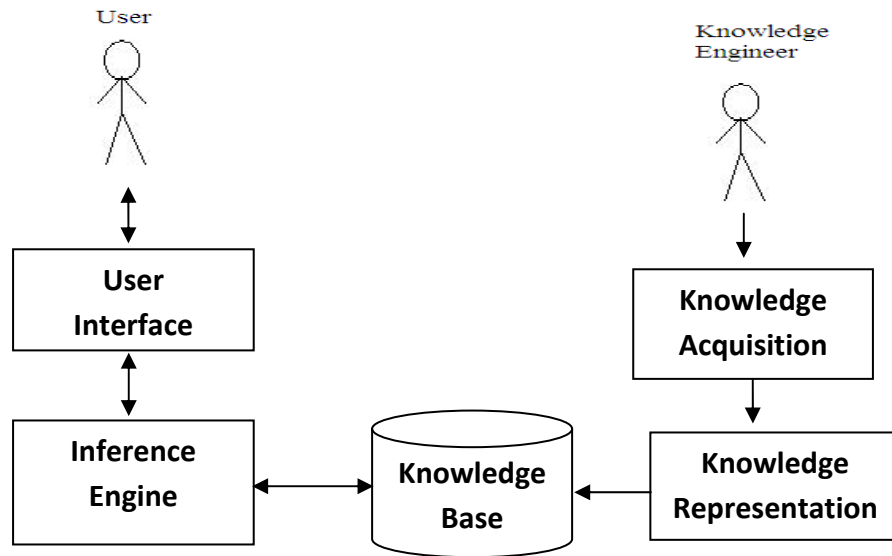 User
Knowledge
Engineer
User
Interface
Knowledge
Acquisition
Inference
Engine
Knowledge
Base
Knowledge
Representation